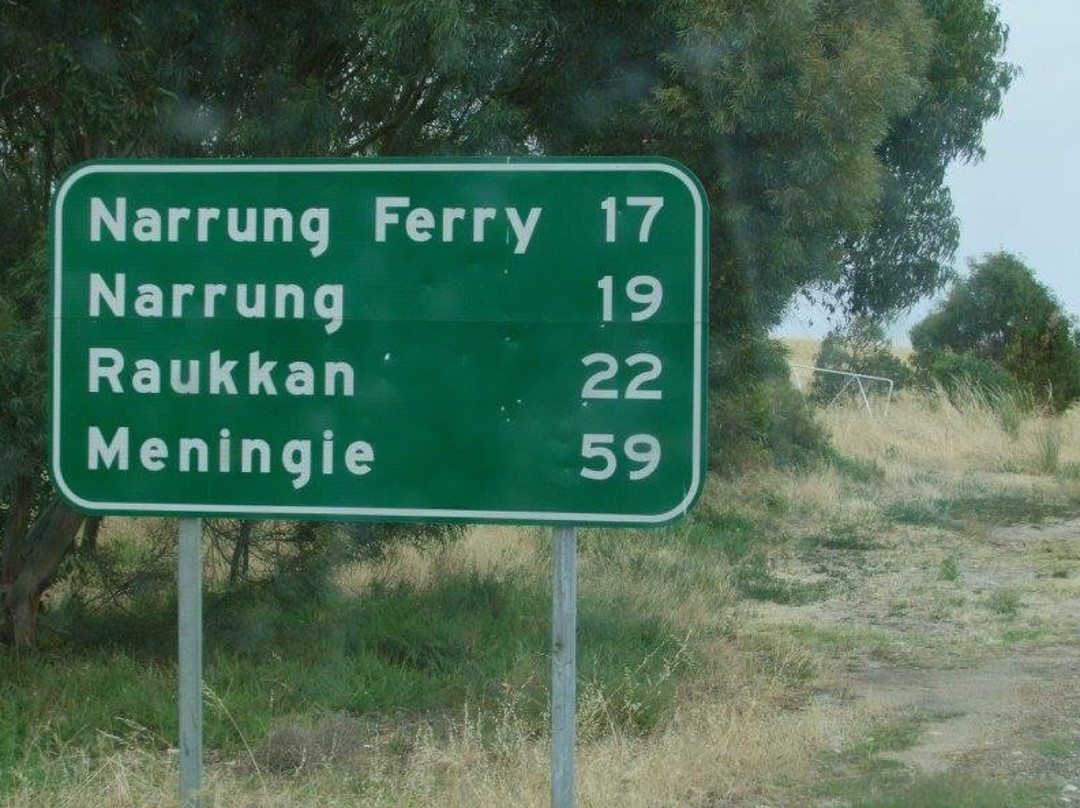 Narrung Ferry 17
Narrung 19
Raukkan 22
Meningie 59